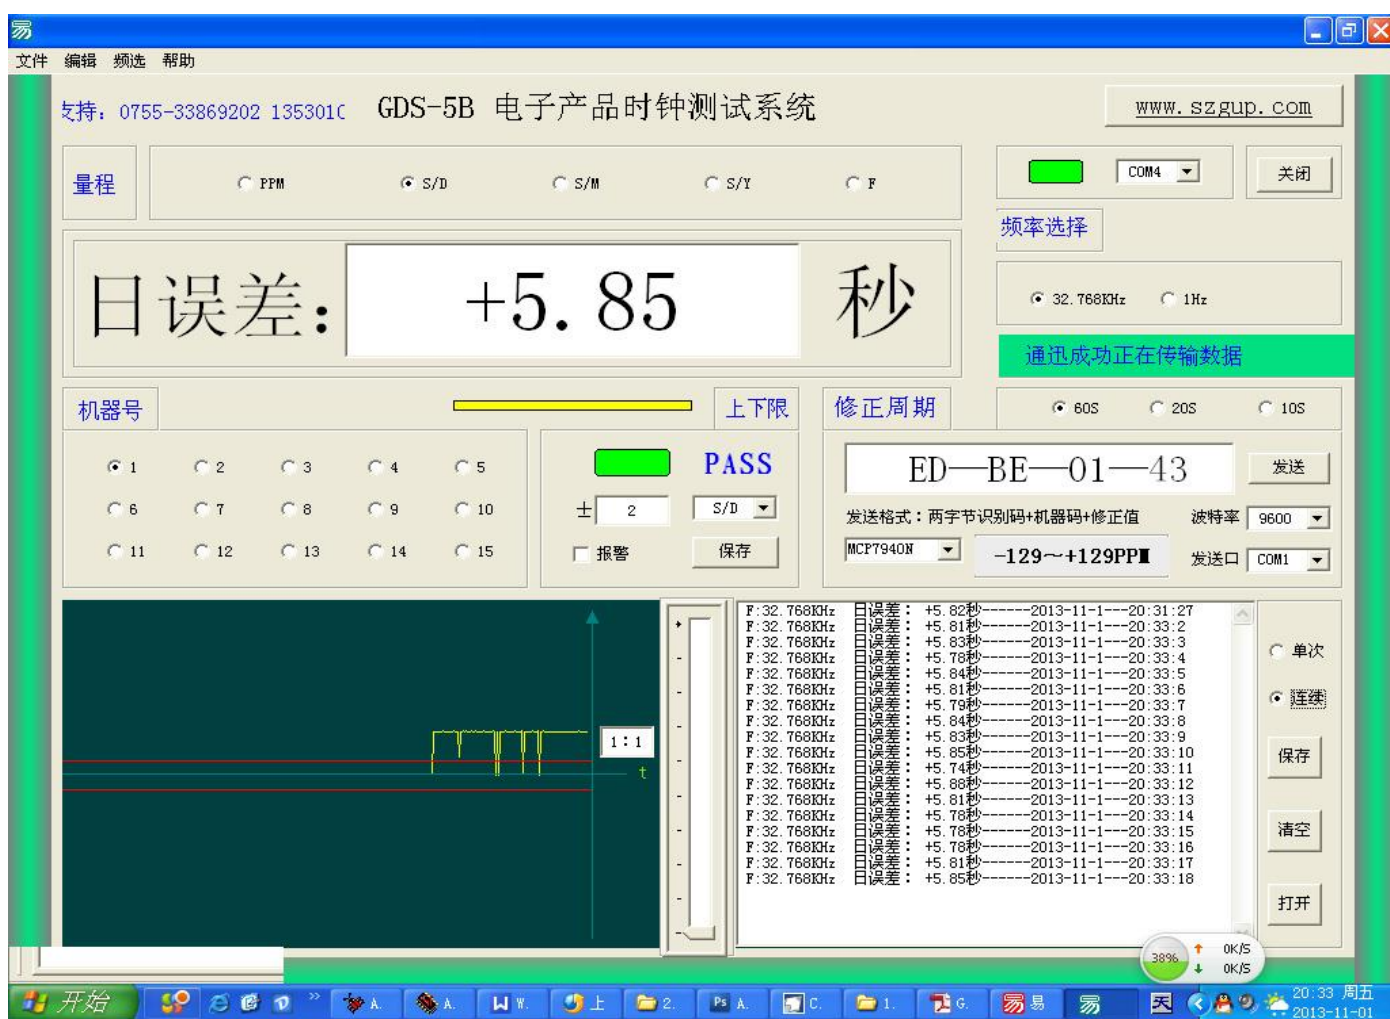 文件 编辑 频选 帮助
支持：0755-33869202 135301
GDS-5B 电子产品时钟测试系统
www.szgup.com
量程
PPM S/D S/M S/Y F
COM4
关闭
频率选择
日误差： +5.85 秒
32.768KHz 1Hz
通迅成功正在传输数据
机器号
上下限
修正周期
60S 20S 10S
1 2 3 4 5
PASS
ED—BE—01—43
发送
6 7 8 9 10
± 2 S/D
发送格式：两字节识别码+机器码+修正值
波特率 9600
11 12 13 14 15
报警
保存
MCP7940N
-129～+129PPM
发送口 COM1
1:1
t
F:32.768KHz 日误差： +5.82秒------2013-11-1---20:31:27
F:32.768KHz 日误差： +5.81秒------2013-11-1---20:33:2
F:32.768KHz 日误差： +5.83秒------2013-11-1---20:33:3
F:32.768KHz 日误差： +5.78秒------2013-11-1---20:33:4
F:32.768KHz 日误差： +5.84秒------2013-11-1---20:33:5
F:32.768KHz 日误差： +5.81秒------2013-11-1---20:33:6
F:32.768KHz 日误差： +5.79秒------2013-11-1---20:33:7
F:32.768KHz 日误差： +5.84秒------2013-11-1---20:33:8
F:32.768KHz 日误差： +5.83秒------2013-11-1---20:33:9
F:32.768KHz 日误差： +5.85秒------2013-11-1---20:33:10
F:32.768KHz 日误差： +5.74秒------2013-11-1---20:33:11
F:32.768KHz 日误差： +5.88秒------2013-11-1---20:33:12
F:32.768KHz 日误差： +5.81秒------2013-11-1---20:33:13
F:32.768KHz 日误差： +5.78秒------2013-11-1---20:33:14
F:32.768KHz 日误差： +5.78秒------2013-11-1---20:33:15
F:32.768KHz 日误差： +5.78秒------2013-11-1---20:33:16
F:32.768KHz 日误差： +5.81秒------2013-11-1---20:33:17
F:32.768KHz 日误差： +5.85秒------2013-11-1---20:33:18
单次
连续
保存
清空
打开
38%
0K/S
0K/S
开始
A. A. W. 上 2. A. C. 1. G. 易
20:33 周五
2013-11-01